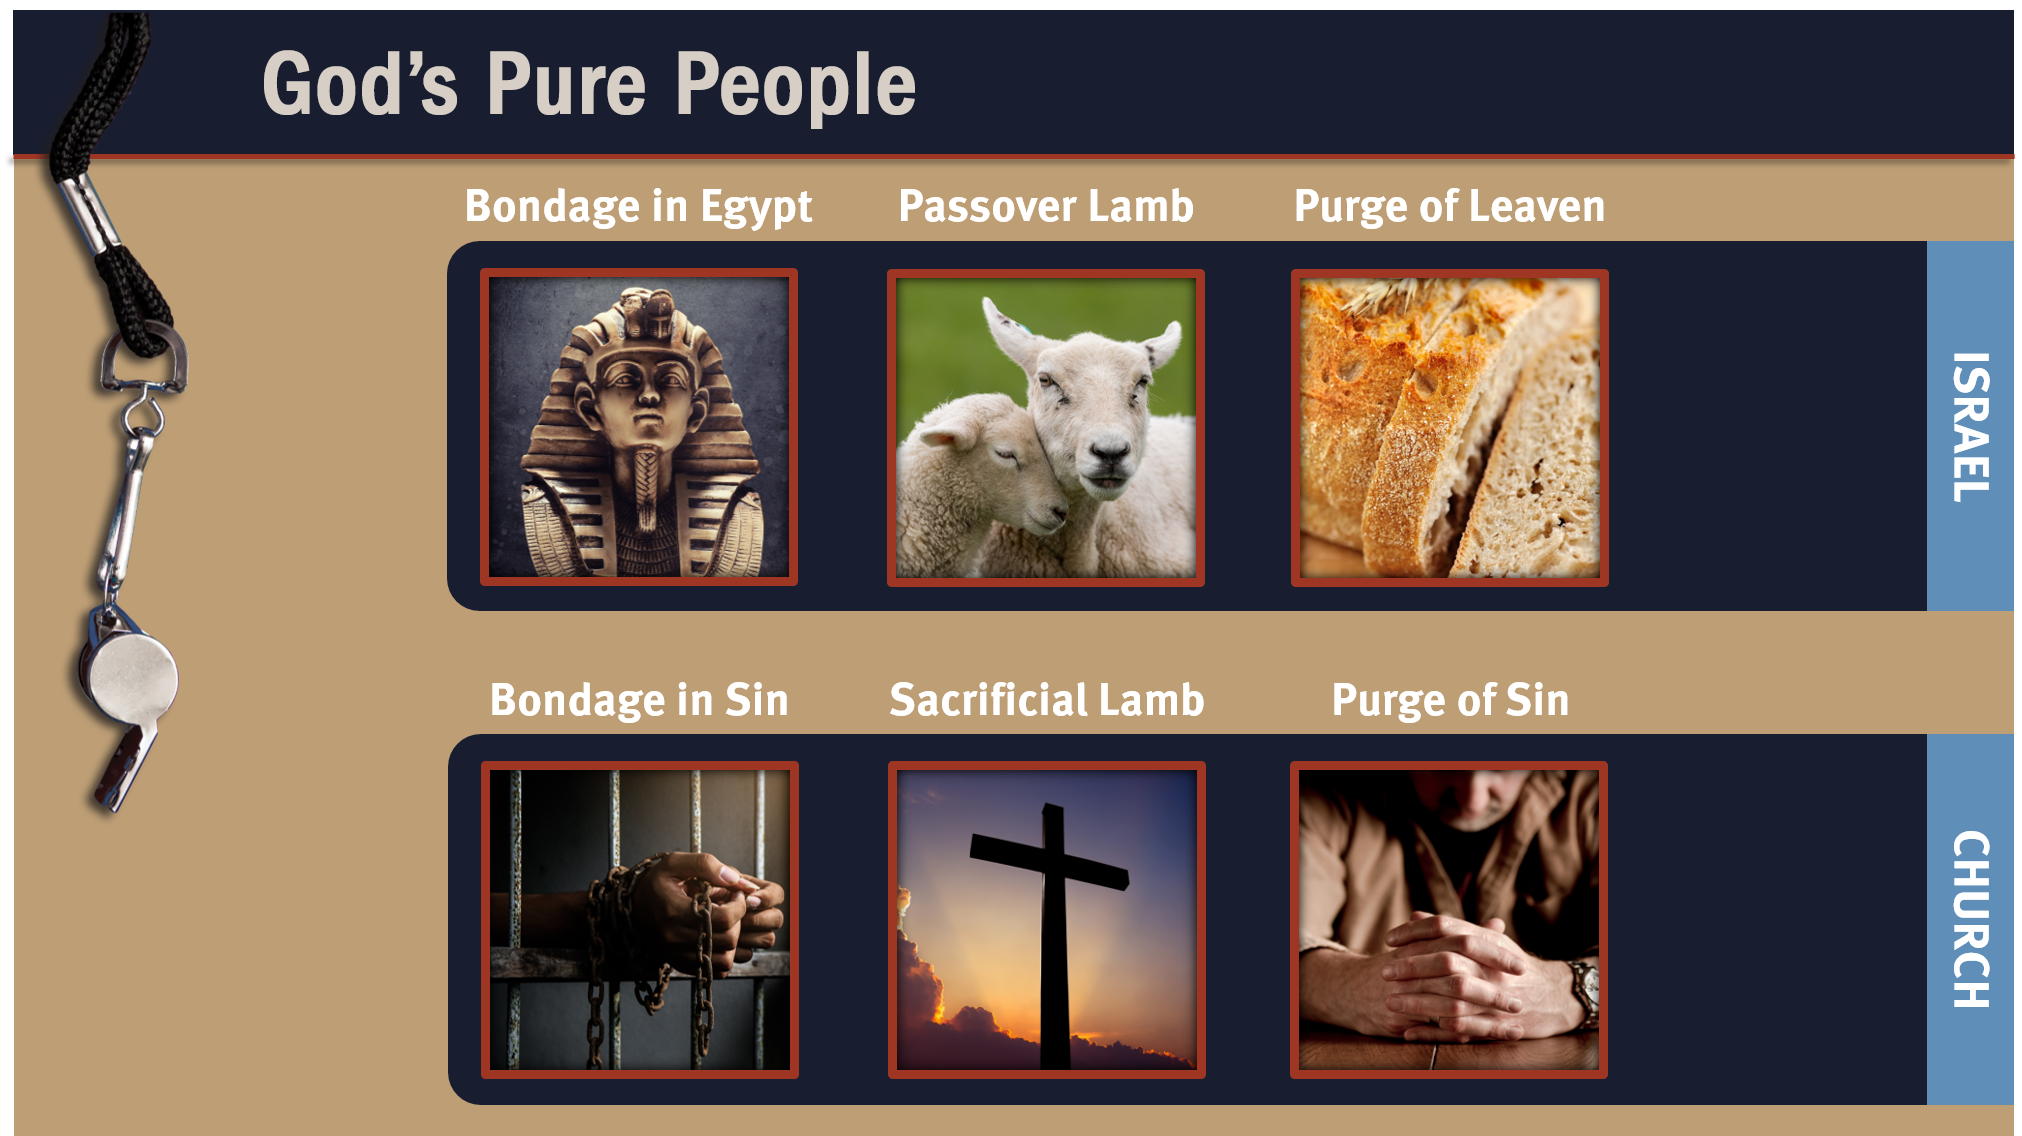 God’s Pure People
Bondage in Egypt
Passover Lamb
Purge of Leaven
ISRAEL
Bondage in Sin
Sacrificial Lamb
Purge of Sin
CHURCH